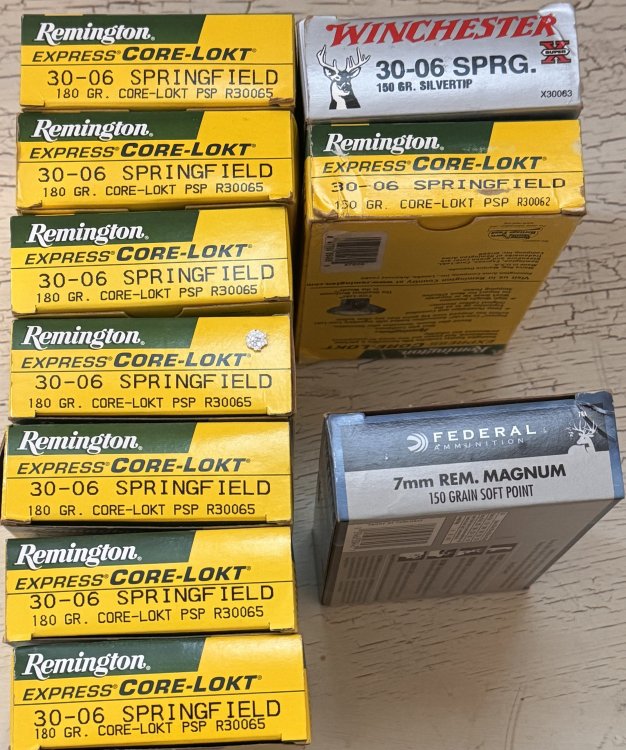 Remington.
EXPRESS® CORE-LOKT®
30-06 SPRINGFIELD
180 GR. CORE-LOKT PSP R30065
Remington.
EXPRESS® CORE-LOKT®
30-06 SPRINGFIELD
180 GR. CORE-LOKT PSP R30065
Remington.
EXPRESS® CORE-LOKT®
30-06 SPRINGFIELD
180 GR. CORE-LOKT PSP R30065
Remington.
EXPRESS® CORE-LOKT®
30-06 SPRINGFIELD
180 GR. CORE-LOKT PSP R30065
Remington.
EXPRESS® CORE-LOKT®
30-06 SPRINGFIELD
180 GR. CORE-LOKT PSP R30065
Remington.
EXPRESS® CORE-LOKT®
30-06 SPRINGFIELD
180 GR. CORE-LOKT PSP R30065
Remington.
EXPRESS® CORE-LOKT®
30-06 SPRINGFIELD
180 GR. CORE-LOKT PSP R30065
WINCHESTER
SUPER X
30-06 SPRG.
150 GR. SILVERTIP
X30063
Remington.
EXPRESS® CORE-LOKT®
30-06 SPRINGFIELD
150 GR. CORE-LOKT PSP R30062
Remington
FEDERAL
AMMUNITION
7mm REM. MAGNUM
150 GRAIN SOFT POINT